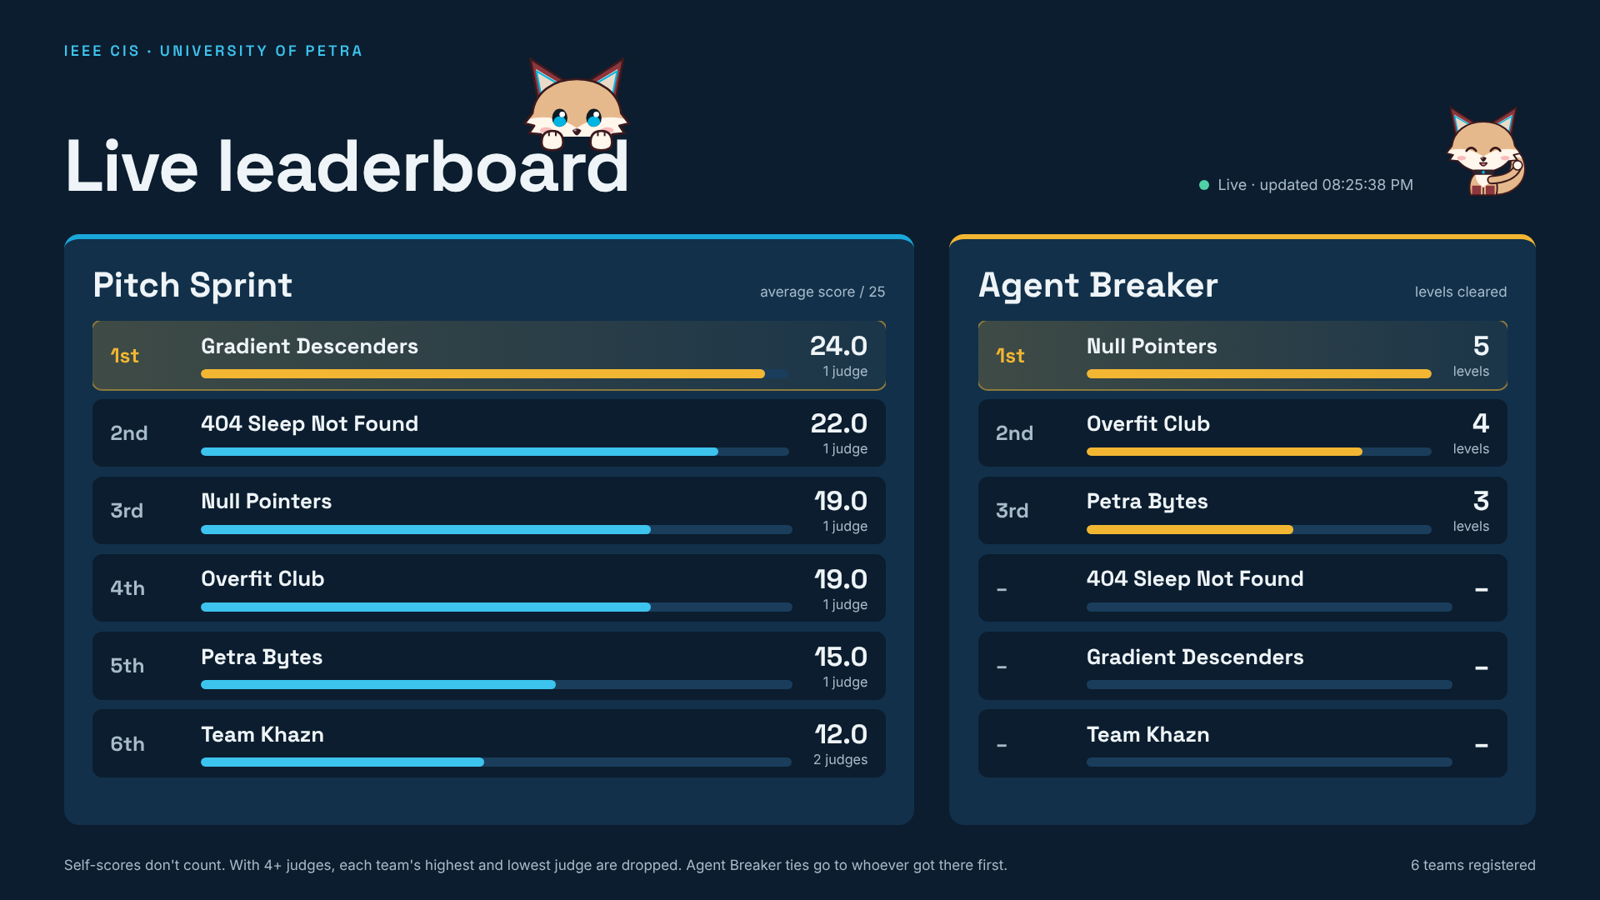 IEEE CIS · UNIVERSITY OF PETRA
Live leaderboard
Live · updated 08:25:38 PM
Pitch Sprint
average score / 25
1st
Gradient Descenders
24.0
1 judge
2nd
404 Sleep Not Found
22.0
1 judge
3rd
Null Pointers
19.0
1 judge
4th
Overfit Club
19.0
1 judge
5th
Petra Bytes
15.0
1 judge
6th
Team Khazn
12.0
2 judges
Agent Breaker
levels cleared
1st
Null Pointers
5
levels
2nd
Overfit Club
4
levels
3rd
Petra Bytes
3
levels
–
404 Sleep Not Found
–
–
Gradient Descenders
–
–
Team Khazn
–
Self-scores don't count. With 4+ judges, each team's highest and lowest judge are dropped. Agent Breaker ties go to whoever got there first.
6 teams registered